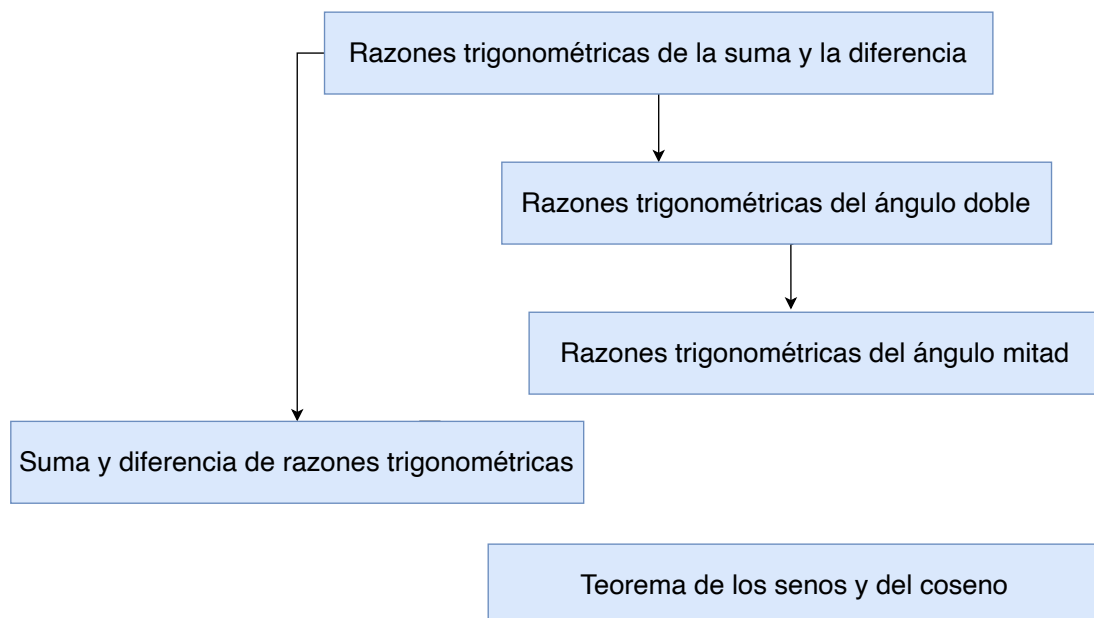 Razones trigonométricas de la suma y la diferencia
Razones trigonométricas del ángulo doble
Razones trigonométricas del ángulo mitad
Suma y diferencia de razones trigonométricas
Teorema de los senos y del coseno